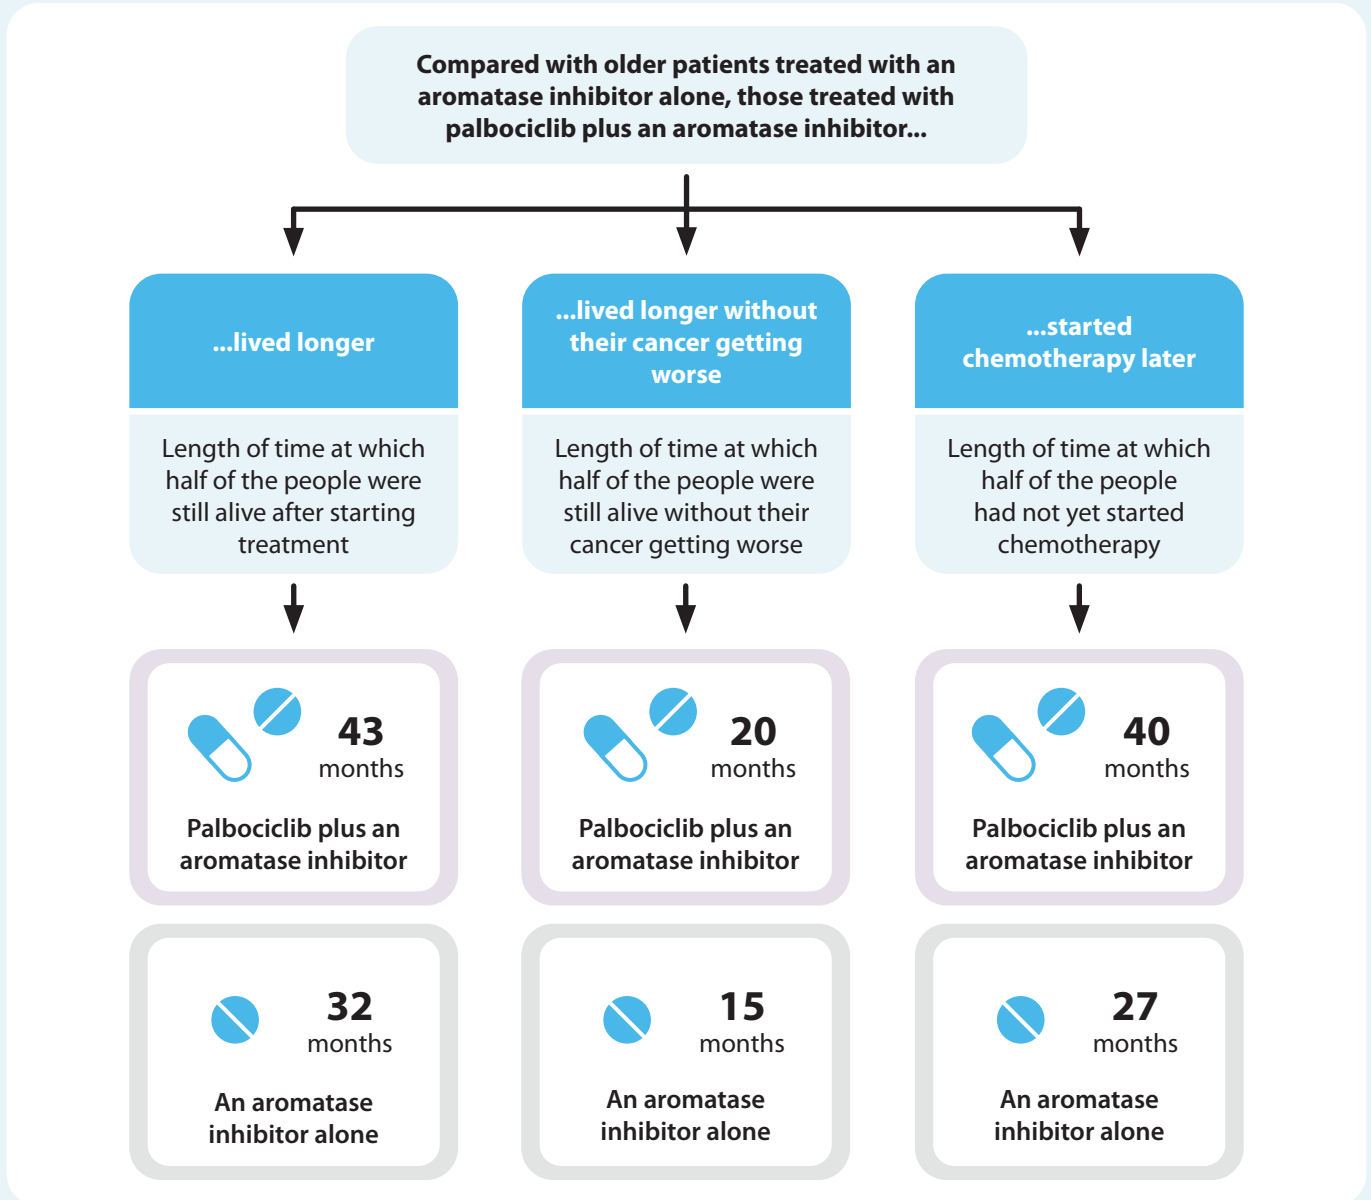 Compared with older patients treated with an
aromatase inhibitor alone, those treated with
palbociclib plus an aromatase inhibitor...
...lived longer
Length of time at which
half of the people were
still alive after starting
treatment
43
months
Palbociclib plus an
aromatase inhibitor
32
months
An aromatase
inhibitor alone
...lived longer without
their cancer getting
worse
Length of time at which
half of the people were
still alive without their
cancer getting worse
20
months
Palbociclib plus an
aromatase inhibitor
15
months
An aromatase
inhibitor alone
...started
chemotherapy later
Length of time at which
half of the people
had not yet started
chemotherapy
40
months
Palbociclib plus an
aromatase inhibitor
27
months
An aromatase
inhibitor alone